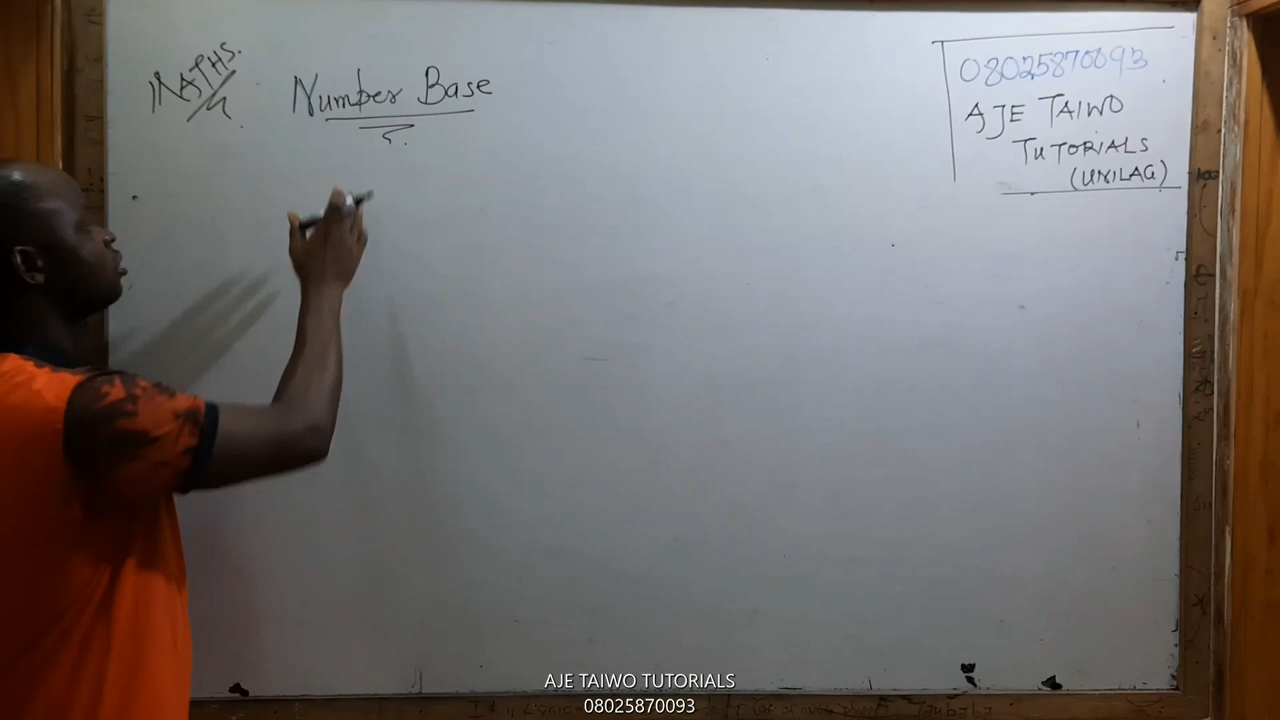 MATHS.
Number Base
08025870093
AJE TAIWO
TUTORIALS
(UNILAG)
AJE TAIWO TUTORIALS
08025870093